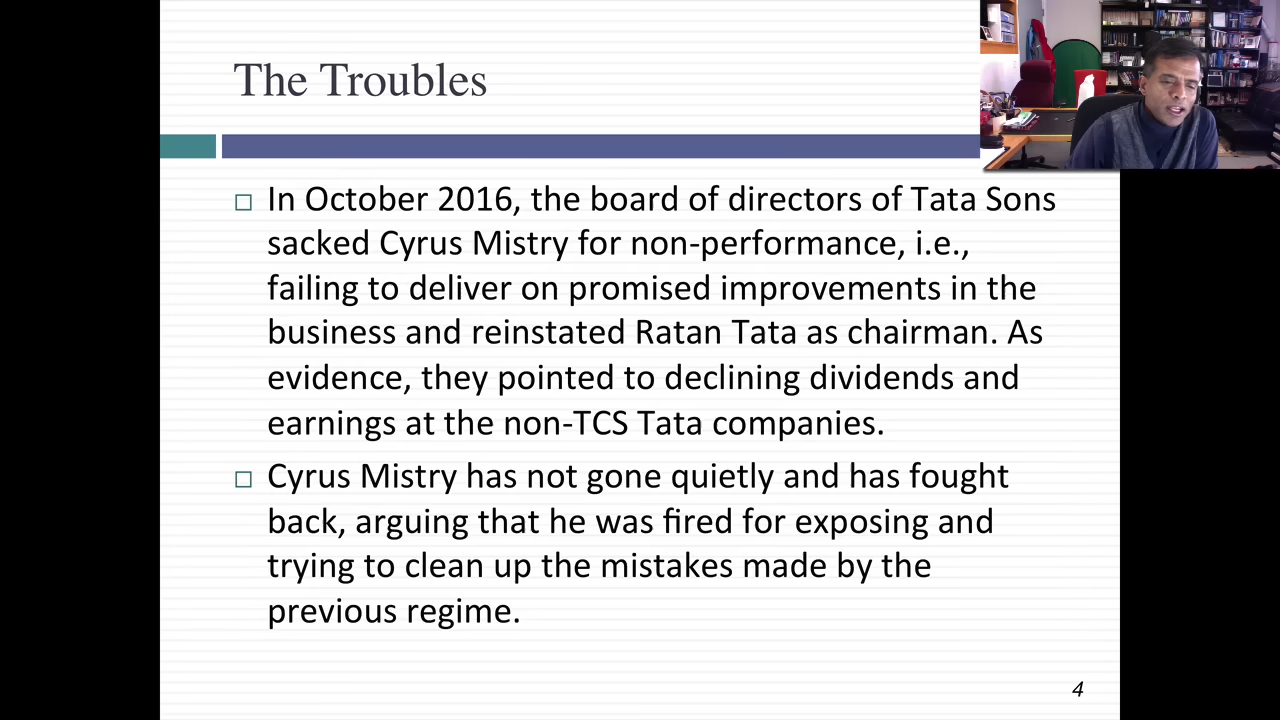 The Troubles
In October 2016, the board of directors of Tata Sons
sacked Cyrus Mistry for non-performance, i.e.,
failing to deliver on promised improvements in the
business and reinstated Ratan Tata as chairman. As
evidence, they pointed to declining dividends and
earnings at the non-TCS Tata companies.
Cyrus Mistry has not gone quietly and has fought
back, arguing that he was fired for exposing and
trying to clean up the mistakes made by the
previous regime.
4